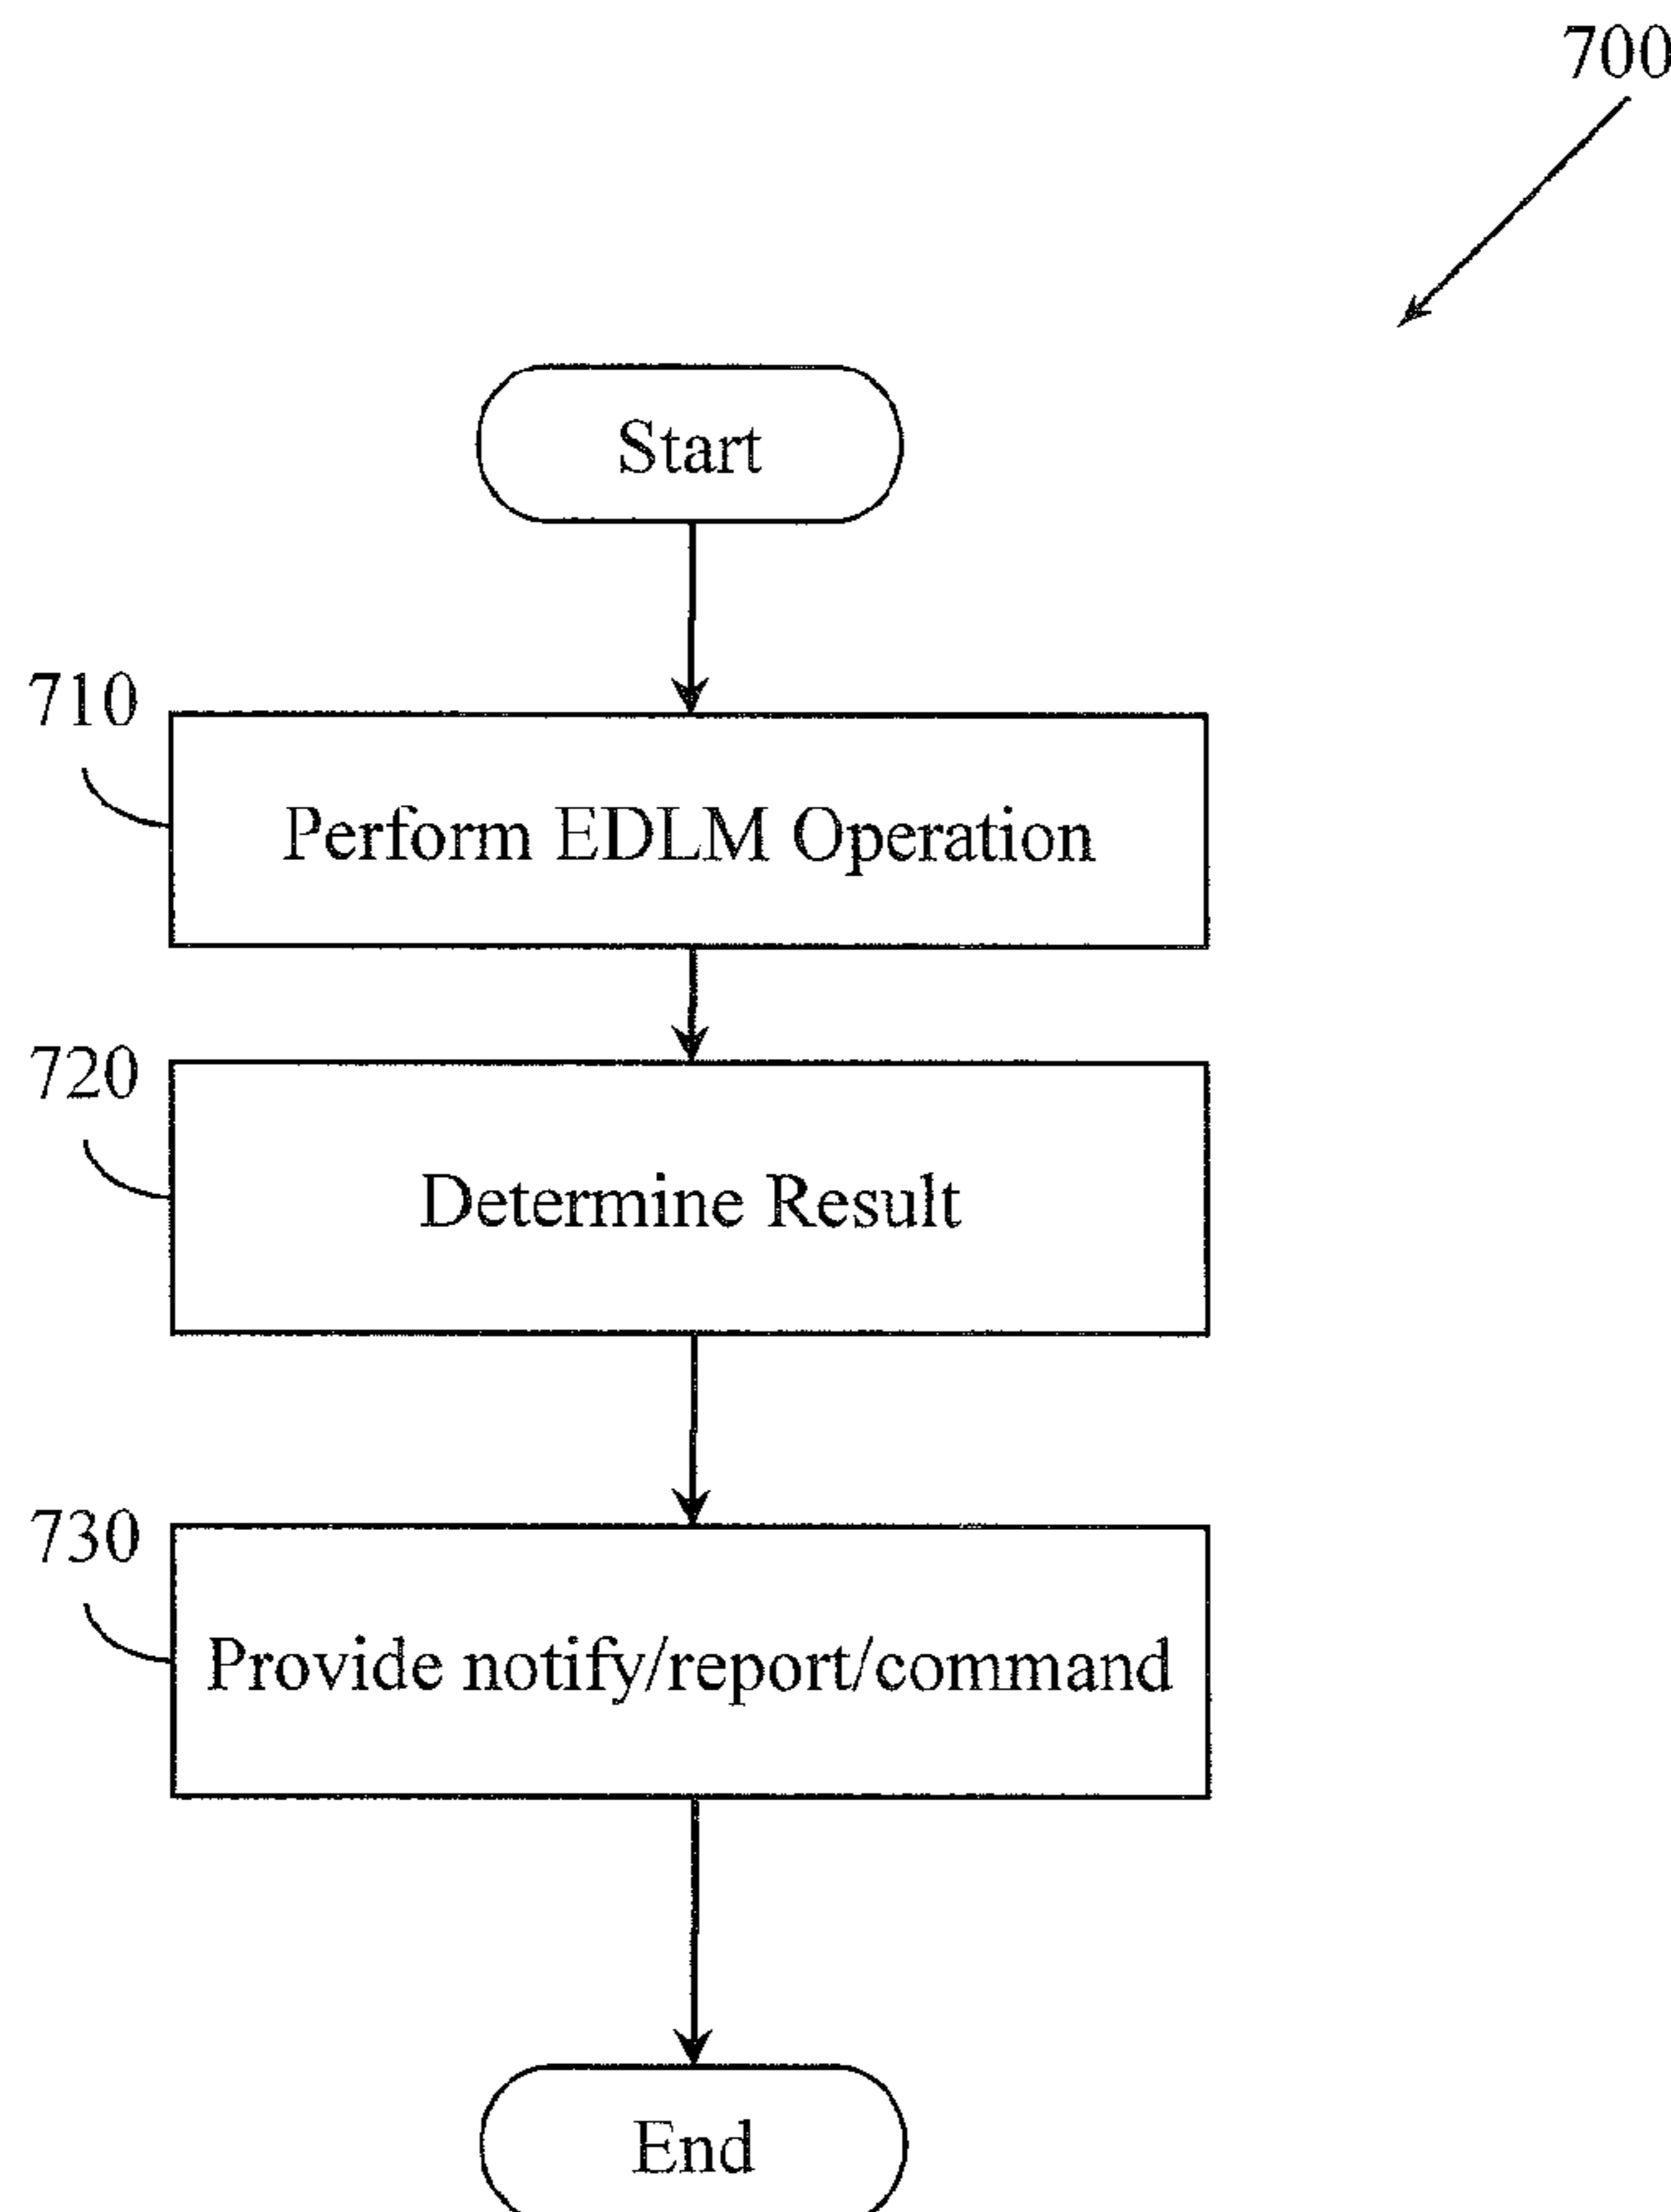 700
Start
710
Perform EDLM Operation
720
Determine Result
730
Provide notify/report/command
End